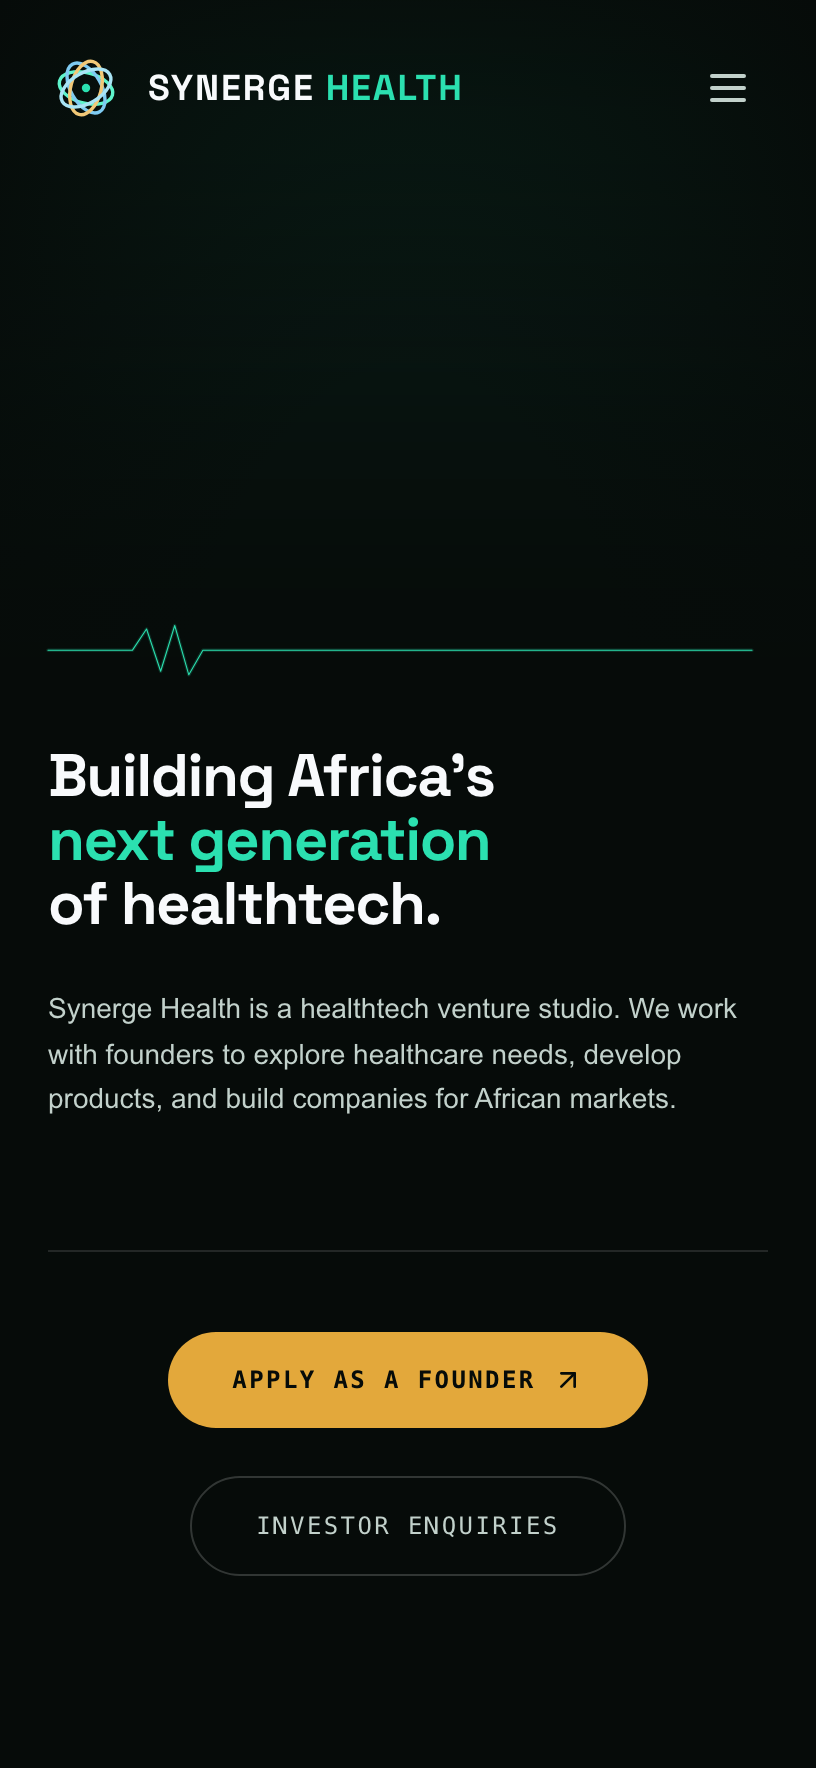 SYNERGE HEALTH
Building Africa’s
next generation
of healthtech.
Synerge Health is a healthtech venture studio. We work
with founders to explore healthcare needs, develop
products, and build companies for African markets.
APPLY AS A FOUNDER
INVESTOR ENQUIRIES